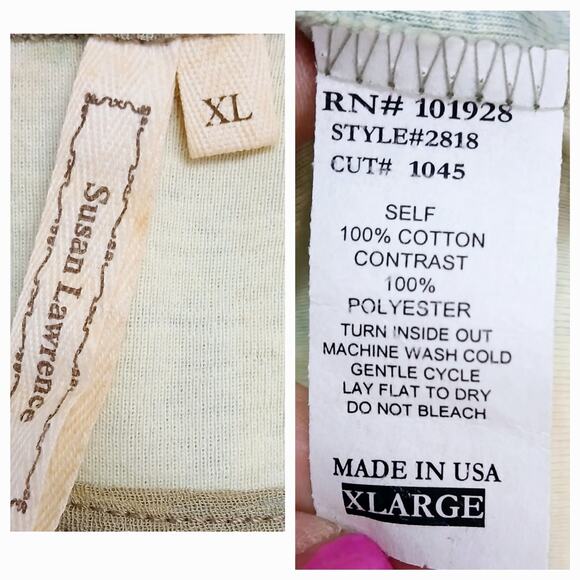 Susan Lawrence
XL
RN# 101928
STYLE#2818
CUT# 1045
SELF
100% COTTON
CONTRAST
100%
POLYESTER
TURN INSIDE OUT
MACHINE WASH COLD
GENTLE CYCLE
LAY FLAT TO DRY
DO NOT BLEACH
MADE IN USA
XLARGE